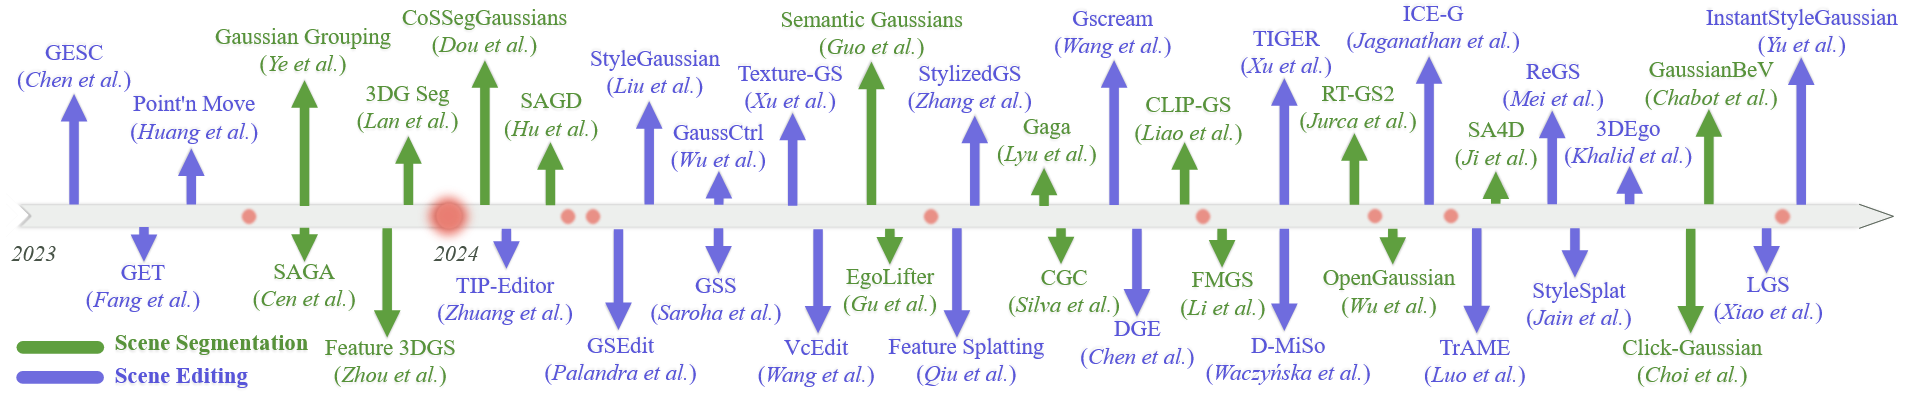 GESC
(Chen et al.)
Point'n Move
(Huang et al.)
Gaussian Grouping
(Ye et al.)
3DG Seg
(Lan et al.)
CoSSegGaussians
(Dou et al.)
SAGD
(Hu et al.)
StyleGaussian
(Liu et al.)
GaussCtrl
(Wu et al.)
Texture-GS
(Xu et al.)
Semantic Gaussians
(Guo et al.)
StylizedGS
(Zhang et al.)
Gaga
(Lyu et al.)
Gscream
(Wang et al.)
CLIP-GS
(Liao et al.)
TIGER
(Xu et al.)
RT-GS2
(Jurca et al.)
ICE-G
(Jaganathan et al.)
SA4D
(Ji et al.)
ReGS
(Mei et al.)
3DEgo
(Khalid et al.)
GaussianBeV
(Chabot et al.)
InstantStyleGaussian
(Yu et al.)
2023
2024
GET
(Fang et al.)
SAGA
(Cen et al.)
Feature 3DGS
(Zhou et al.)
TIP-Editor
(Zhuang et al.)
GSEdit
(Palandra et al.)
GSS
(Saroha et al.)
VcEdit
(Wang et al.)
EgoLifter
(Gu et al.)
Feature Splatting
(Qiu et al.)
CGC
(Silva et al.)
DGE
(Chen et al.)
FMGS
(Li et al.)
D-MiSo
(Waczyńska et al.)
OpenGaussian
(Wu et al.)
TrAME
(Luo et al.)
StyleSplat
(Jain et al.)
Click-Gaussian
(Choi et al.)
LGS
(Xiao et al.)
Scene Segmentation
Scene Editing